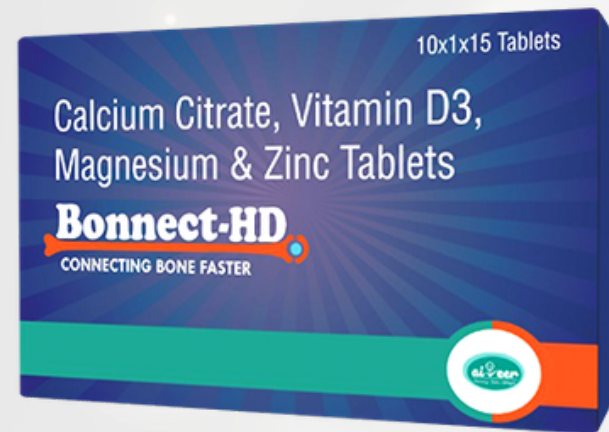 10x1x15 Tablets
Calcium Citrate, Vitamin D3,
Magnesium & Zinc Tablets
Bonnect-HD
CONNECTING BONE FASTER